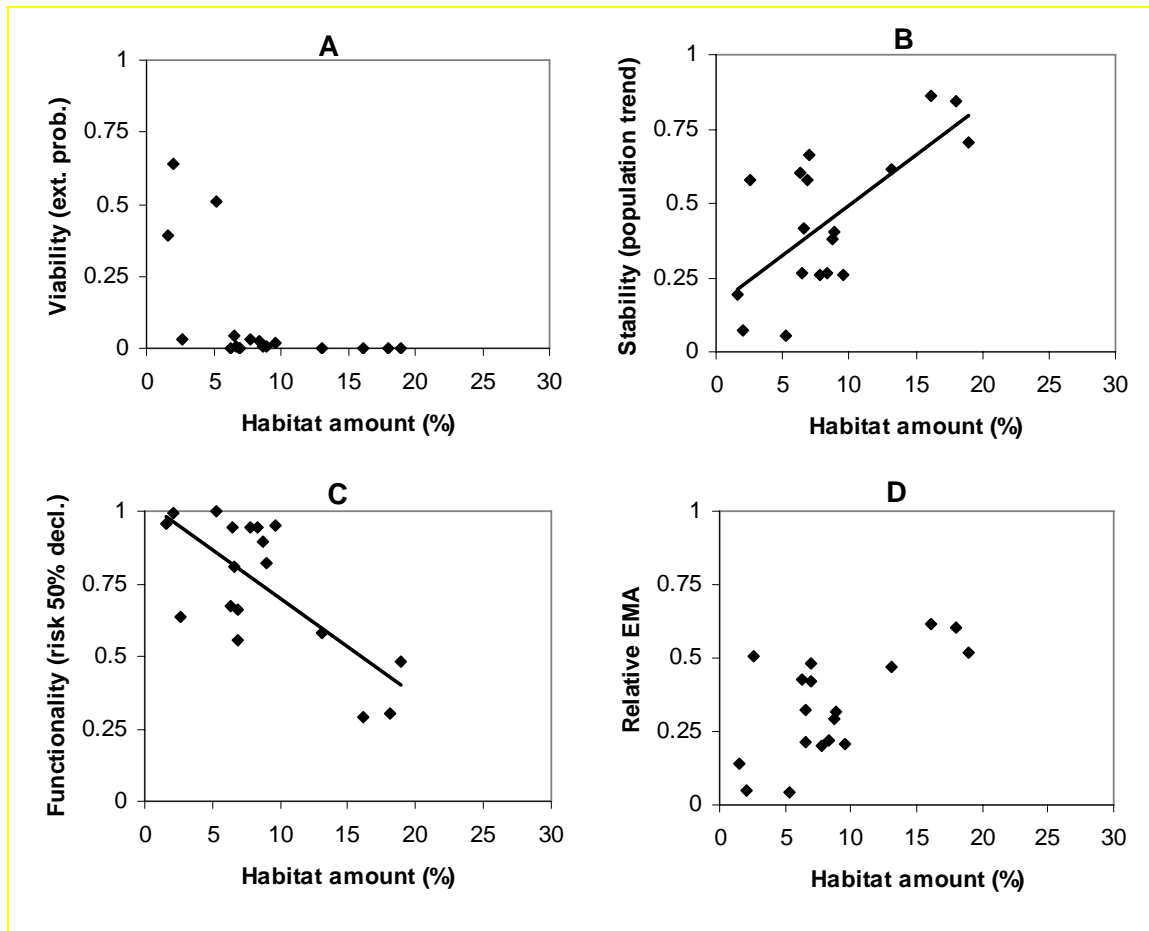 A
Viability (ext. prob.)
1
0.75
0.5
0.25
0
0 5 10 15 20 25 30
Habitat amount (%)
B
Stability (population trend)
1
0.75
0.5
0.25
0
0 5 10 15 20 25 30
Habitat amount (%)
C
Functionality (risk 50% decl.)
1
0.75
0.5
0.25
0
0 5 10 15 20 25 30
Habitat amount (%)
D
Relative EMA
1
0.75
0.5
0.25
0
0 5 10 15 20 25 30
Habitat amount (%)